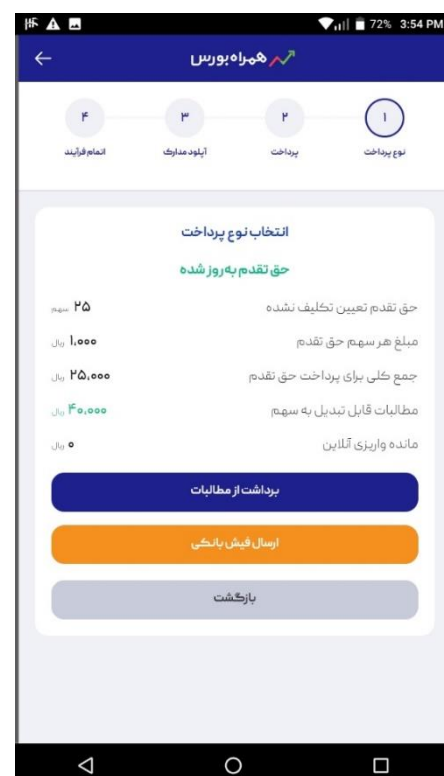 72% 3:54 PM
همراه بورس
۱ ۲ ۳ ۴
نوع پرداخت پرداخت آپلود مدارک اتمام فرآیند
انتخاب نوع پرداخت
حق تقدم به‌روز شده
حق تقدم تعیین تکلیف نشده ۲۵ سهم
مبلغ هر سهم حق تقدم ۱,۰۰۰ ریال
جمع کلی برای پرداخت حق تقدم ۲۵,۰۰۰ ریال
مطالبات قابل تبدیل به سهم ۴۰,۰۰۰ ریال
مانده واریزی آنلاین ۰ ریال
برداشت از مطالبات
ارسال فیش بانکی
بازگشت